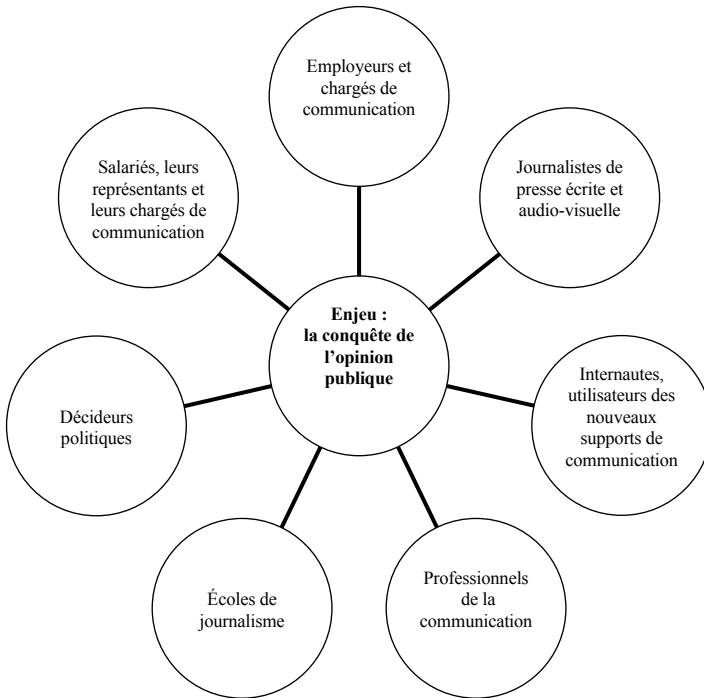 Employeurs et
chargés de
communication
Salariés, leurs
représentants et
leurs chargés de
communication
Journalistes de
presse écrite et
audio-visuelle
Enjeu :
la conquête de
l’opinion
publique
Décideurs
politiques
Internautes,
utilisateurs des
nouveaux
supports de
communication
Écoles de
journalisme
Professionnels
de la
communication